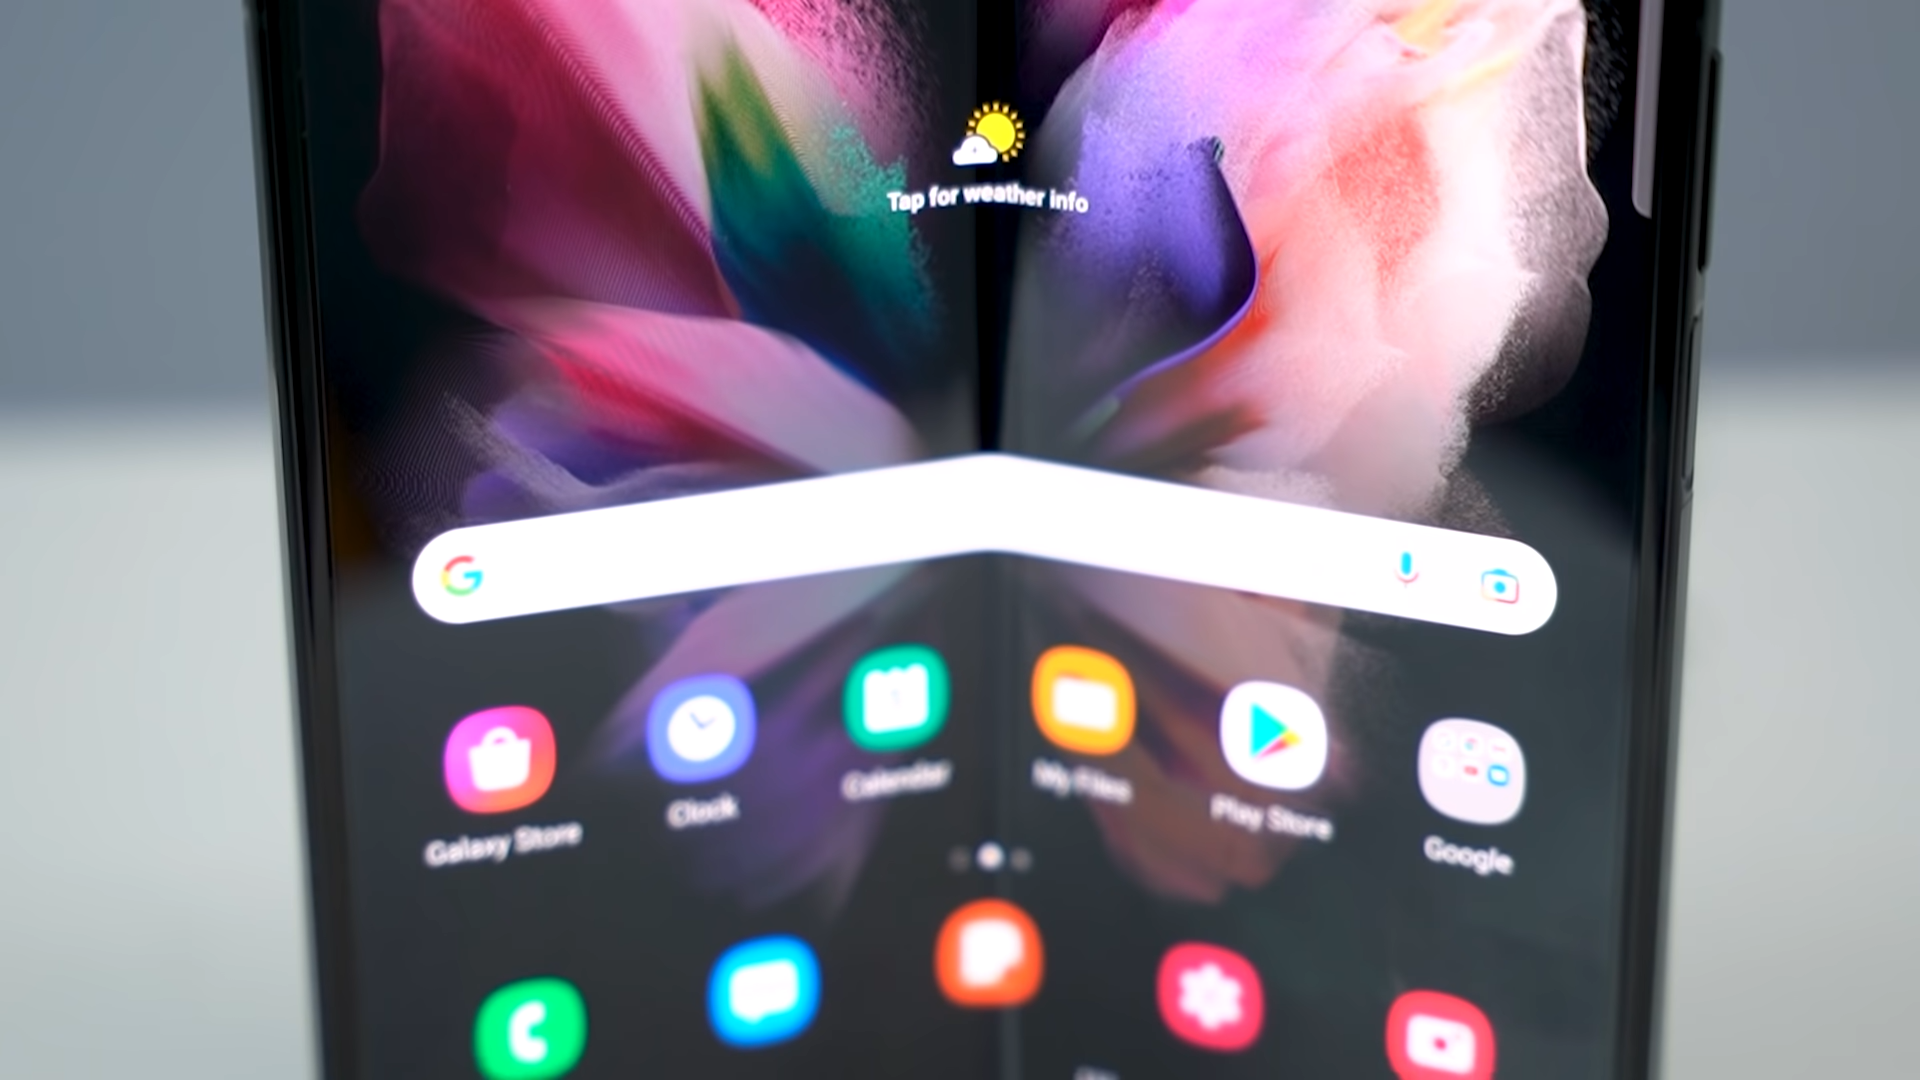 Tap for weather info
G
Galaxy Store
Clock
Calendar
My Files
Play Store
Google